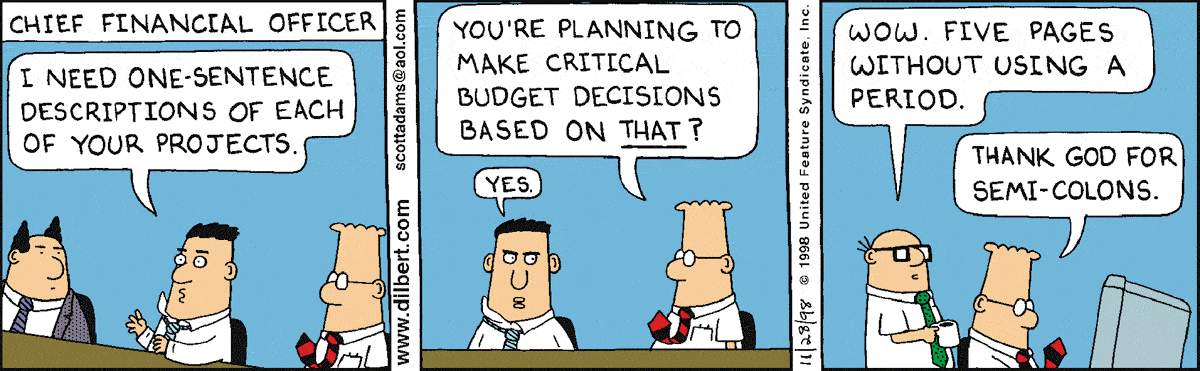 CHIEF FINANCIAL OFFICER
I NEED ONE-SENTENCE
DESCRIPTIONS OF EACH
OF YOUR PROJECTS.
www.dilbert.com
scottadams@aol.com
YOU'RE PLANNING TO
MAKE CRITICAL
BUDGET DECISIONS
BASED ON THAT?
YES.
11/28/98 © 1998 United Feature Syndicate, Inc.
WOW. FIVE PAGES
WITHOUT USING A
PERIOD.
THANK GOD FOR
SEMI-COLONS.